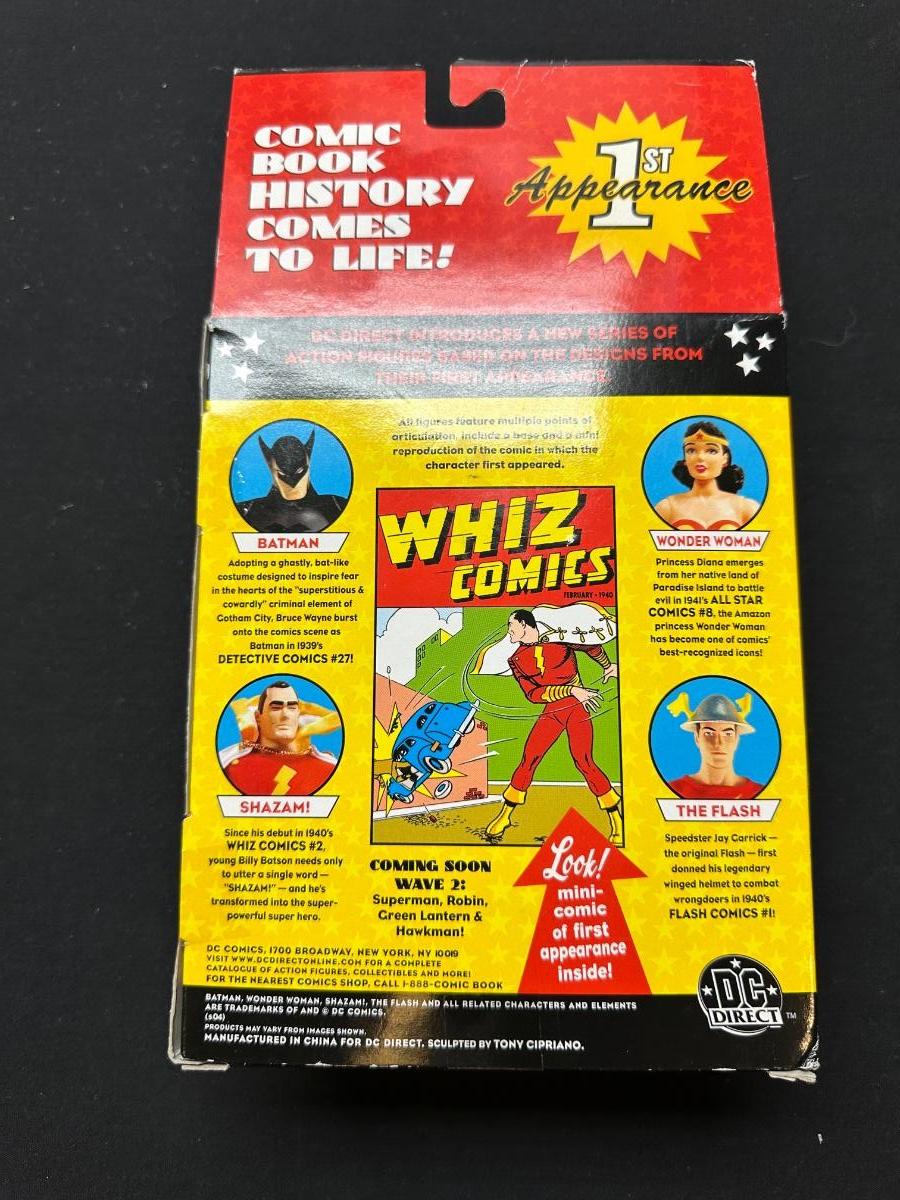 COMIC
BOOK
HISTORY
COMES
TO LIFE!
1ST
Appearance
DC DIRECT INTRODUCES A NEW SERIES OF
ACTION FIGURES BASED ON THE DESIGNS FROM
THEIR FIRST APPEARANCE.
All figures feature multiple points of
articulation, include a base and a mini
reproduction of the comic in which the
character first appeared.
BATMAN
Adopting a ghastly, bat-like
costume designed to inspire fear
in the hearts of the "superstitious &
cowardly" criminal element of
Gotham City, Bruce Wayne burst
onto the comics scene as
Batman in 1939's
DETECTIVE COMICS #27!
WHIZ
COMICS
FEBRUARY • 1940
WONDER WOMAN
Princess Diana emerges
from her native land of
Paradise Island to battle
evil in 1941's ALL STAR
COMICS #8, the Amazon
princess Wonder Woman
has become one of comics'
best-recognized icons!
SHAZAM!
Since his debut in 1940's
WHIZ COMICS #2,
young Billy Batson needs only
to utter a single word —
"SHAZAM!" — and he's
transformed into the super-
powerful super hero.
THE FLASH
Speedster Jay Garrick —
the original Flash — first
donned his legendary
winged helmet to combat
wrongdoers in 1940's
FLASH COMICS #1!
COMING SOON
WAVE 2:
Superman, Robin,
Green Lantern &
Hawkman!
Look!
mini-
comic
of first
appearance
inside!
DC COMICS, 1700 BROADWAY, NEW YORK, NY 10019
VISIT WWW.DCDIRECTONLINE.COM FOR A COMPLETE
CATALOGUE OF ACTION FIGURES, COLLECTIBLES AND MORE!
FOR THE NEAREST COMICS SHOP, CALL 1-888-COMIC BOOK
BATMAN, WONDER WOMAN, SHAZAM!, THE FLASH AND ALL RELATED CHARACTERS AND ELEMENTS
ARE TRADEMARKS OF AND © DC COMICS.
(s04)
PRODUCTS MAY VARY FROM IMAGES SHOWN.
MANUFACTURED IN CHINA FOR DC DIRECT. SCULPTED BY TONY CIPRIANO.
DC
DIRECT
TM